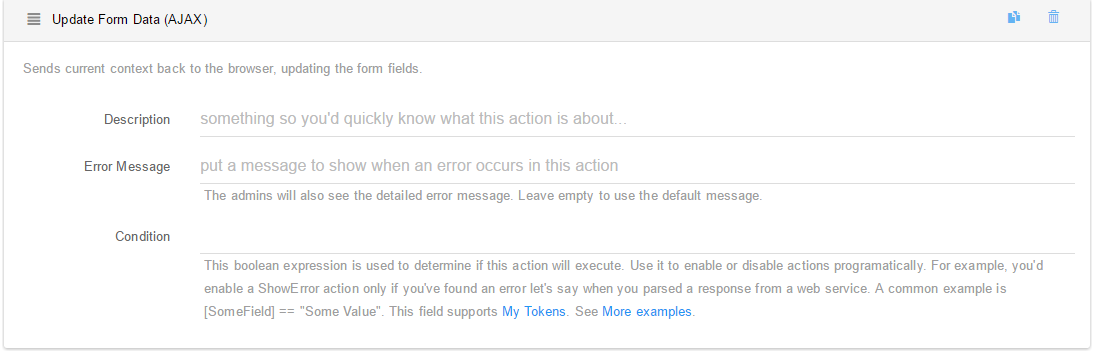 Update Form Data (AJAX)
Sends current context back to the browser, updating the form fields.
Description
something so you'd quickly know what this action is about...
Error Message
put a message to show when an error occurs in this action
The admins will also see the detailed error message. Leave empty to use the default message.
Condition
This boolean expression is used to determine if this action will execute. Use it to enable or disable actions programatically. For example, you'd
enable a ShowError action only if you've found an error let's say when you parsed a response from a web service. A common example is
[SomeField] == "Some Value". This field supports My Tokens. See More examples.